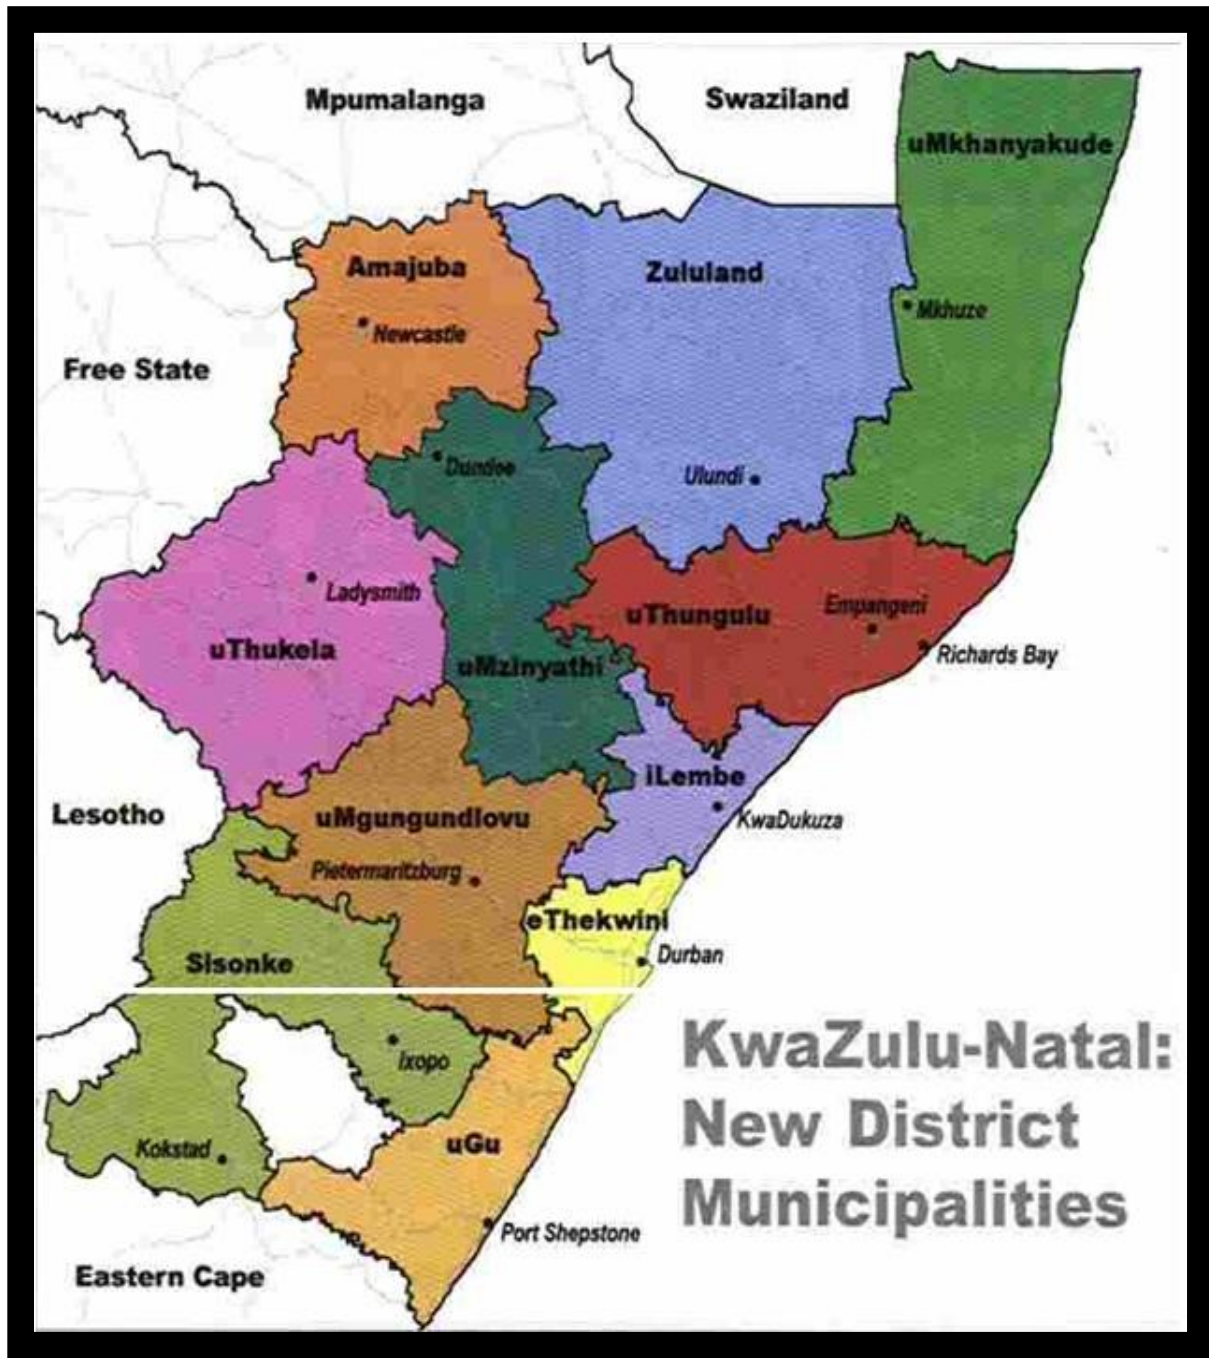 Mpumalanga
Swaziland
uMkhanyakude
Amajuba
Zululand
Mkhuze
Newcastle
Free State
Dundee
Ulundi
Ladysmith
uThungulu
Empangeni
uThukela
uMzinyathi
Richards Bay
iLembe
Lesotho
uMgungundlovu
KwaDukuza
Pietermaritzburg
eThekwini
Durban
Sisonke
KwaZulu-Natal:
New District
Municipalities
Ixopo
Kokstad
uGu
Port Shepstone
Eastern Cape